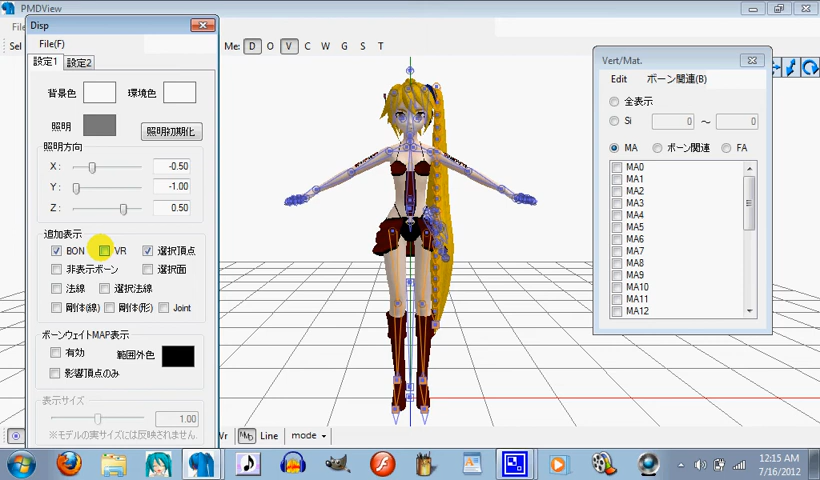 PMDView
Disp
File(F)
設定1 設定2
背景色 環境色
照明 照明初期化
照明方向
X: -0.50
Y: -1.00
Z: 0.50
追加表示
BON VR 選択頂点
非表示ボーン 選択面
法線 選択法線
剛体(線) 剛体(形) Joint
ボーンウェイトMAP表示
有効 範囲外色
影響頂点のみ
表示サイズ
1.00
※モデルの実サイズには反映されません
Sel
Me: D O V C W G S T
Vert/Mat.
Edit ボーン関連(B)
全表示
Si 0 ～ 0
MA ボーン関連 FA
MA0
MA1
MA2
MA3
MA4
MA5
MA6
MA7
MA8
MA9
MA10
MA11
MA12
Vr Line mode
12:15 AM
7/16/2012